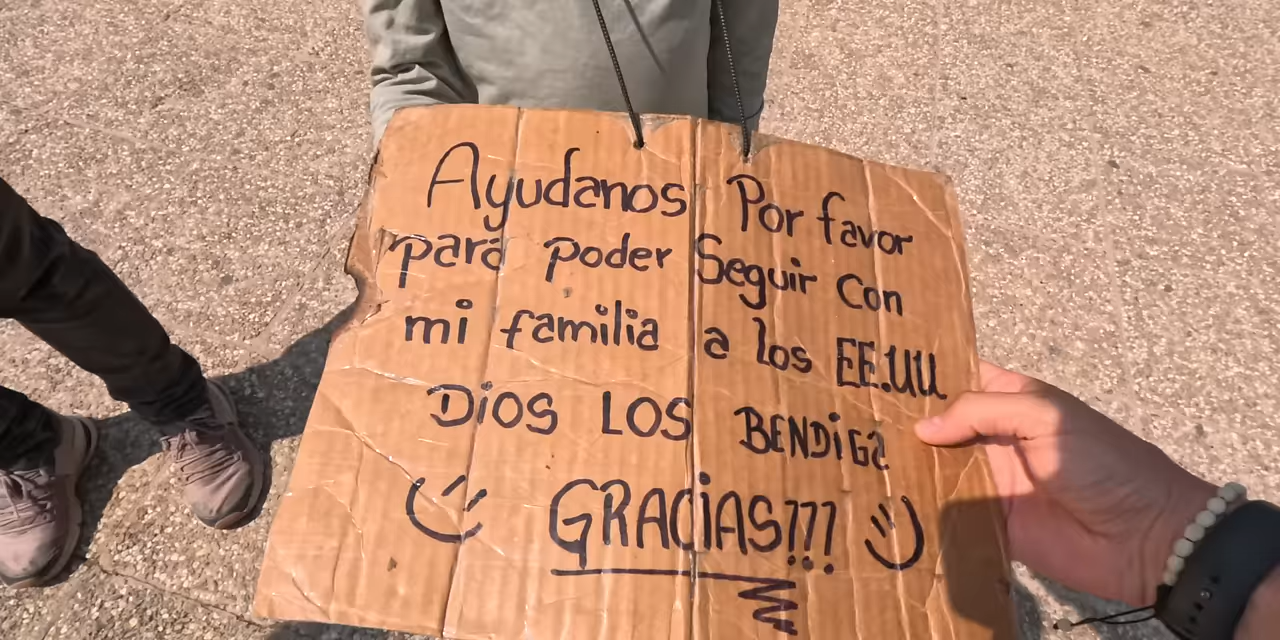 Ayudanos Por favor
para poder Seguir con
mi familia a los EE.UU
Dios LOS BENDiga
GRACiAS!!!